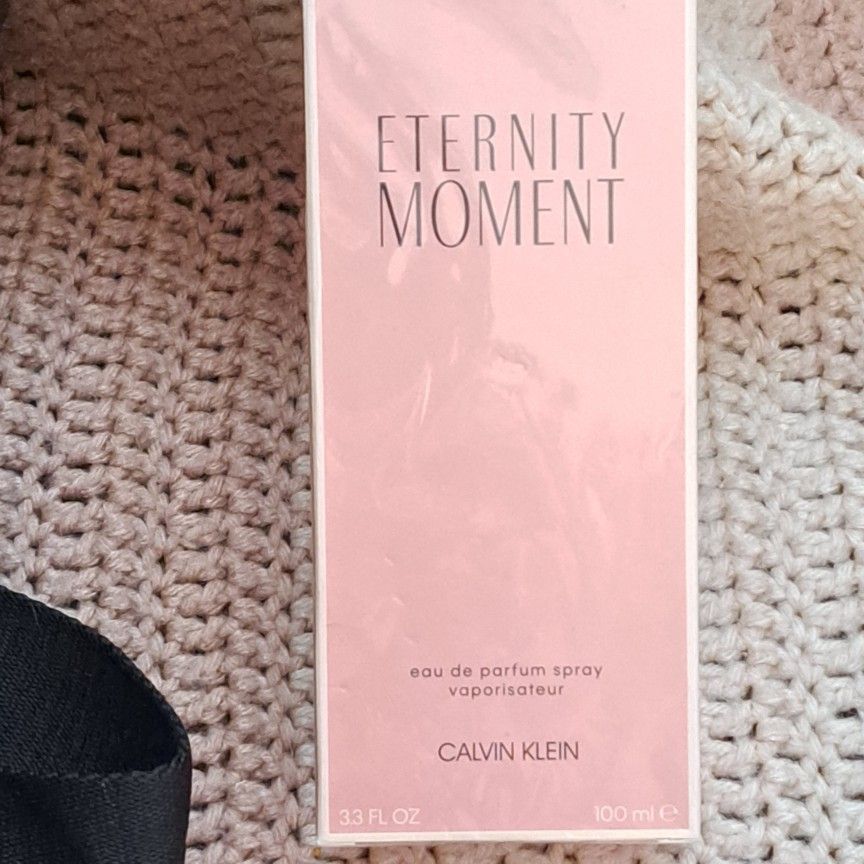 ETERNITY
MOMENT
eau de parfum spray
vaporisateur
CALVIN KLEIN
3.3 FL OZ 100 ml ℮